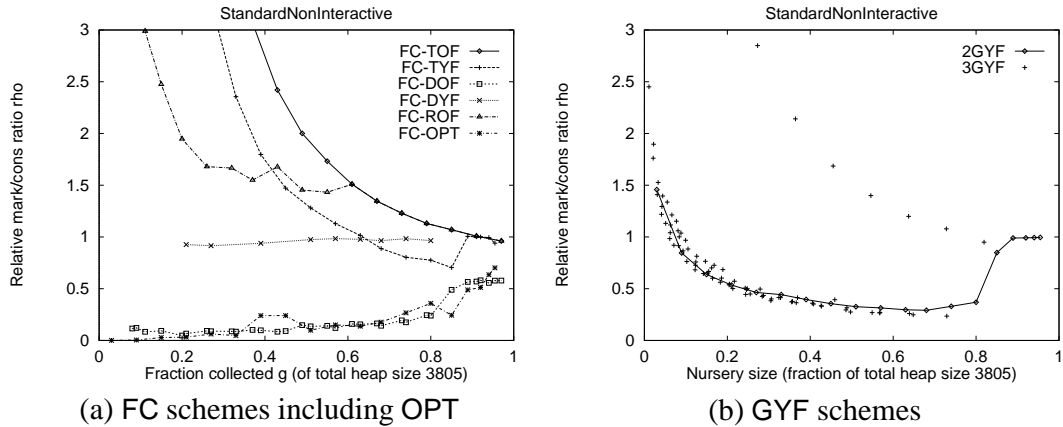 StandardNonInteractive
3
2.5
2
1.5
1
0.5
0
Relative mark/cons ratio rho
FC-TOF
FC-TYF
FC-DOF
FC-DYF
FC-ROF
FC-OPT
0 0.2 0.4 0.6 0.8 1
Fraction collected g (of total heap size 3805)
(a) FC schemes including OPT
StandardNonInteractive
3
2.5
2
1.5
1
0.5
0
Relative mark/cons ratio rho
2GYF
3GYF
0 0.2 0.4 0.6 0.8 1
Nursery size (fraction of total heap size 3805)
(b) GYF schemes